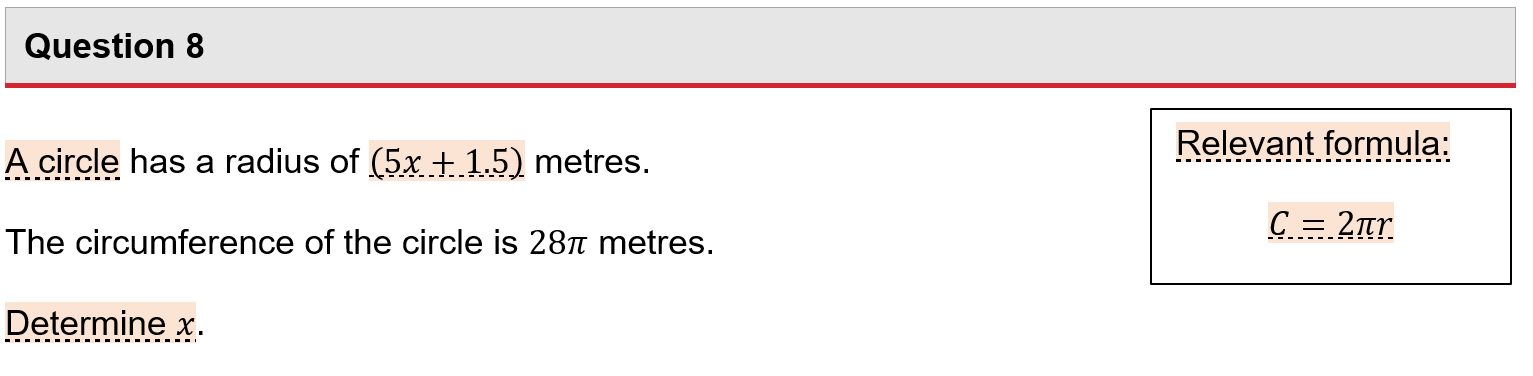 Question 8
A circle has a radius of (5x + 1.5) metres.
The circumference of the circle is 28π metres.
Determine x.
Relevant formula:
C = 2πr